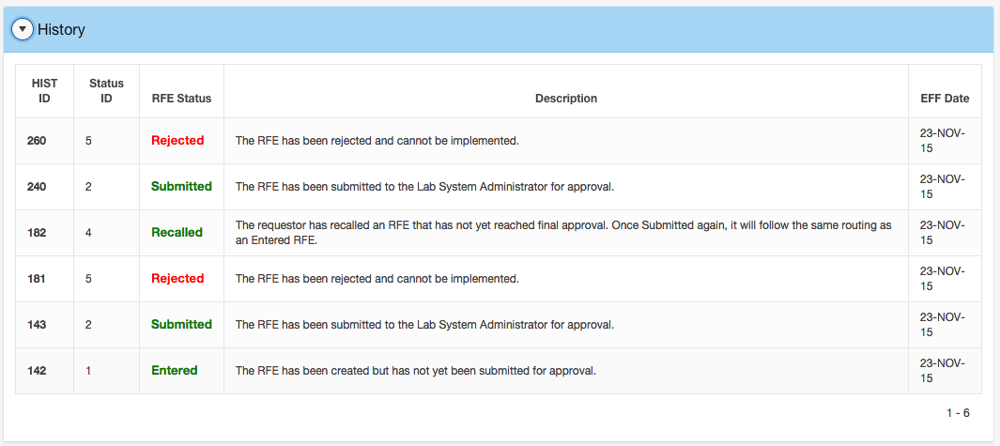 History
HIST ID Status ID RFE Status Description EFF Date
260 5 Rejected The RFE has been rejected and cannot be implemented. 23-NOV-15
240 2 Submitted The RFE has been submitted to the Lab System Administrator for approval. 23-NOV-15
182 4 Recalled The requestor has recalled an RFE that has not yet reached final approval. Once Submitted again, it will follow the same routing as an Entered RFE. 23-NOV-15
181 5 Rejected The RFE has been rejected and cannot be implemented. 23-NOV-15
143 2 Submitted The RFE has been submitted to the Lab System Administrator for approval. 23-NOV-15
142 1 Entered The RFE has been created but has not yet been submitted for approval. 23-NOV-15
1 - 6